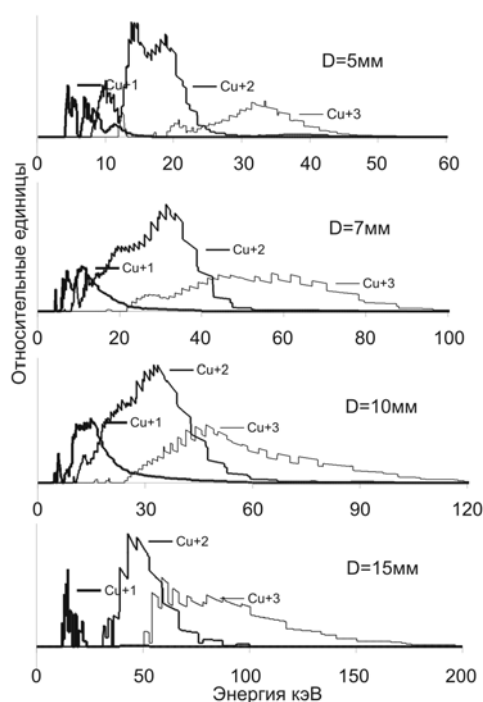 Относительные единицы
D=5мм
Cu+1
Cu+2
Cu+3
0 10 20 30 40 50 60
D=7мм
Cu+2
Cu+1
Cu+3
0 20 40 60 80 100
D=10мм
Cu+2
Cu+1
Cu+3
0 30 60 90 120
D=15мм
Cu+2
Cu+1
Cu+3
0 50 100 150 200
Энергия кэВ